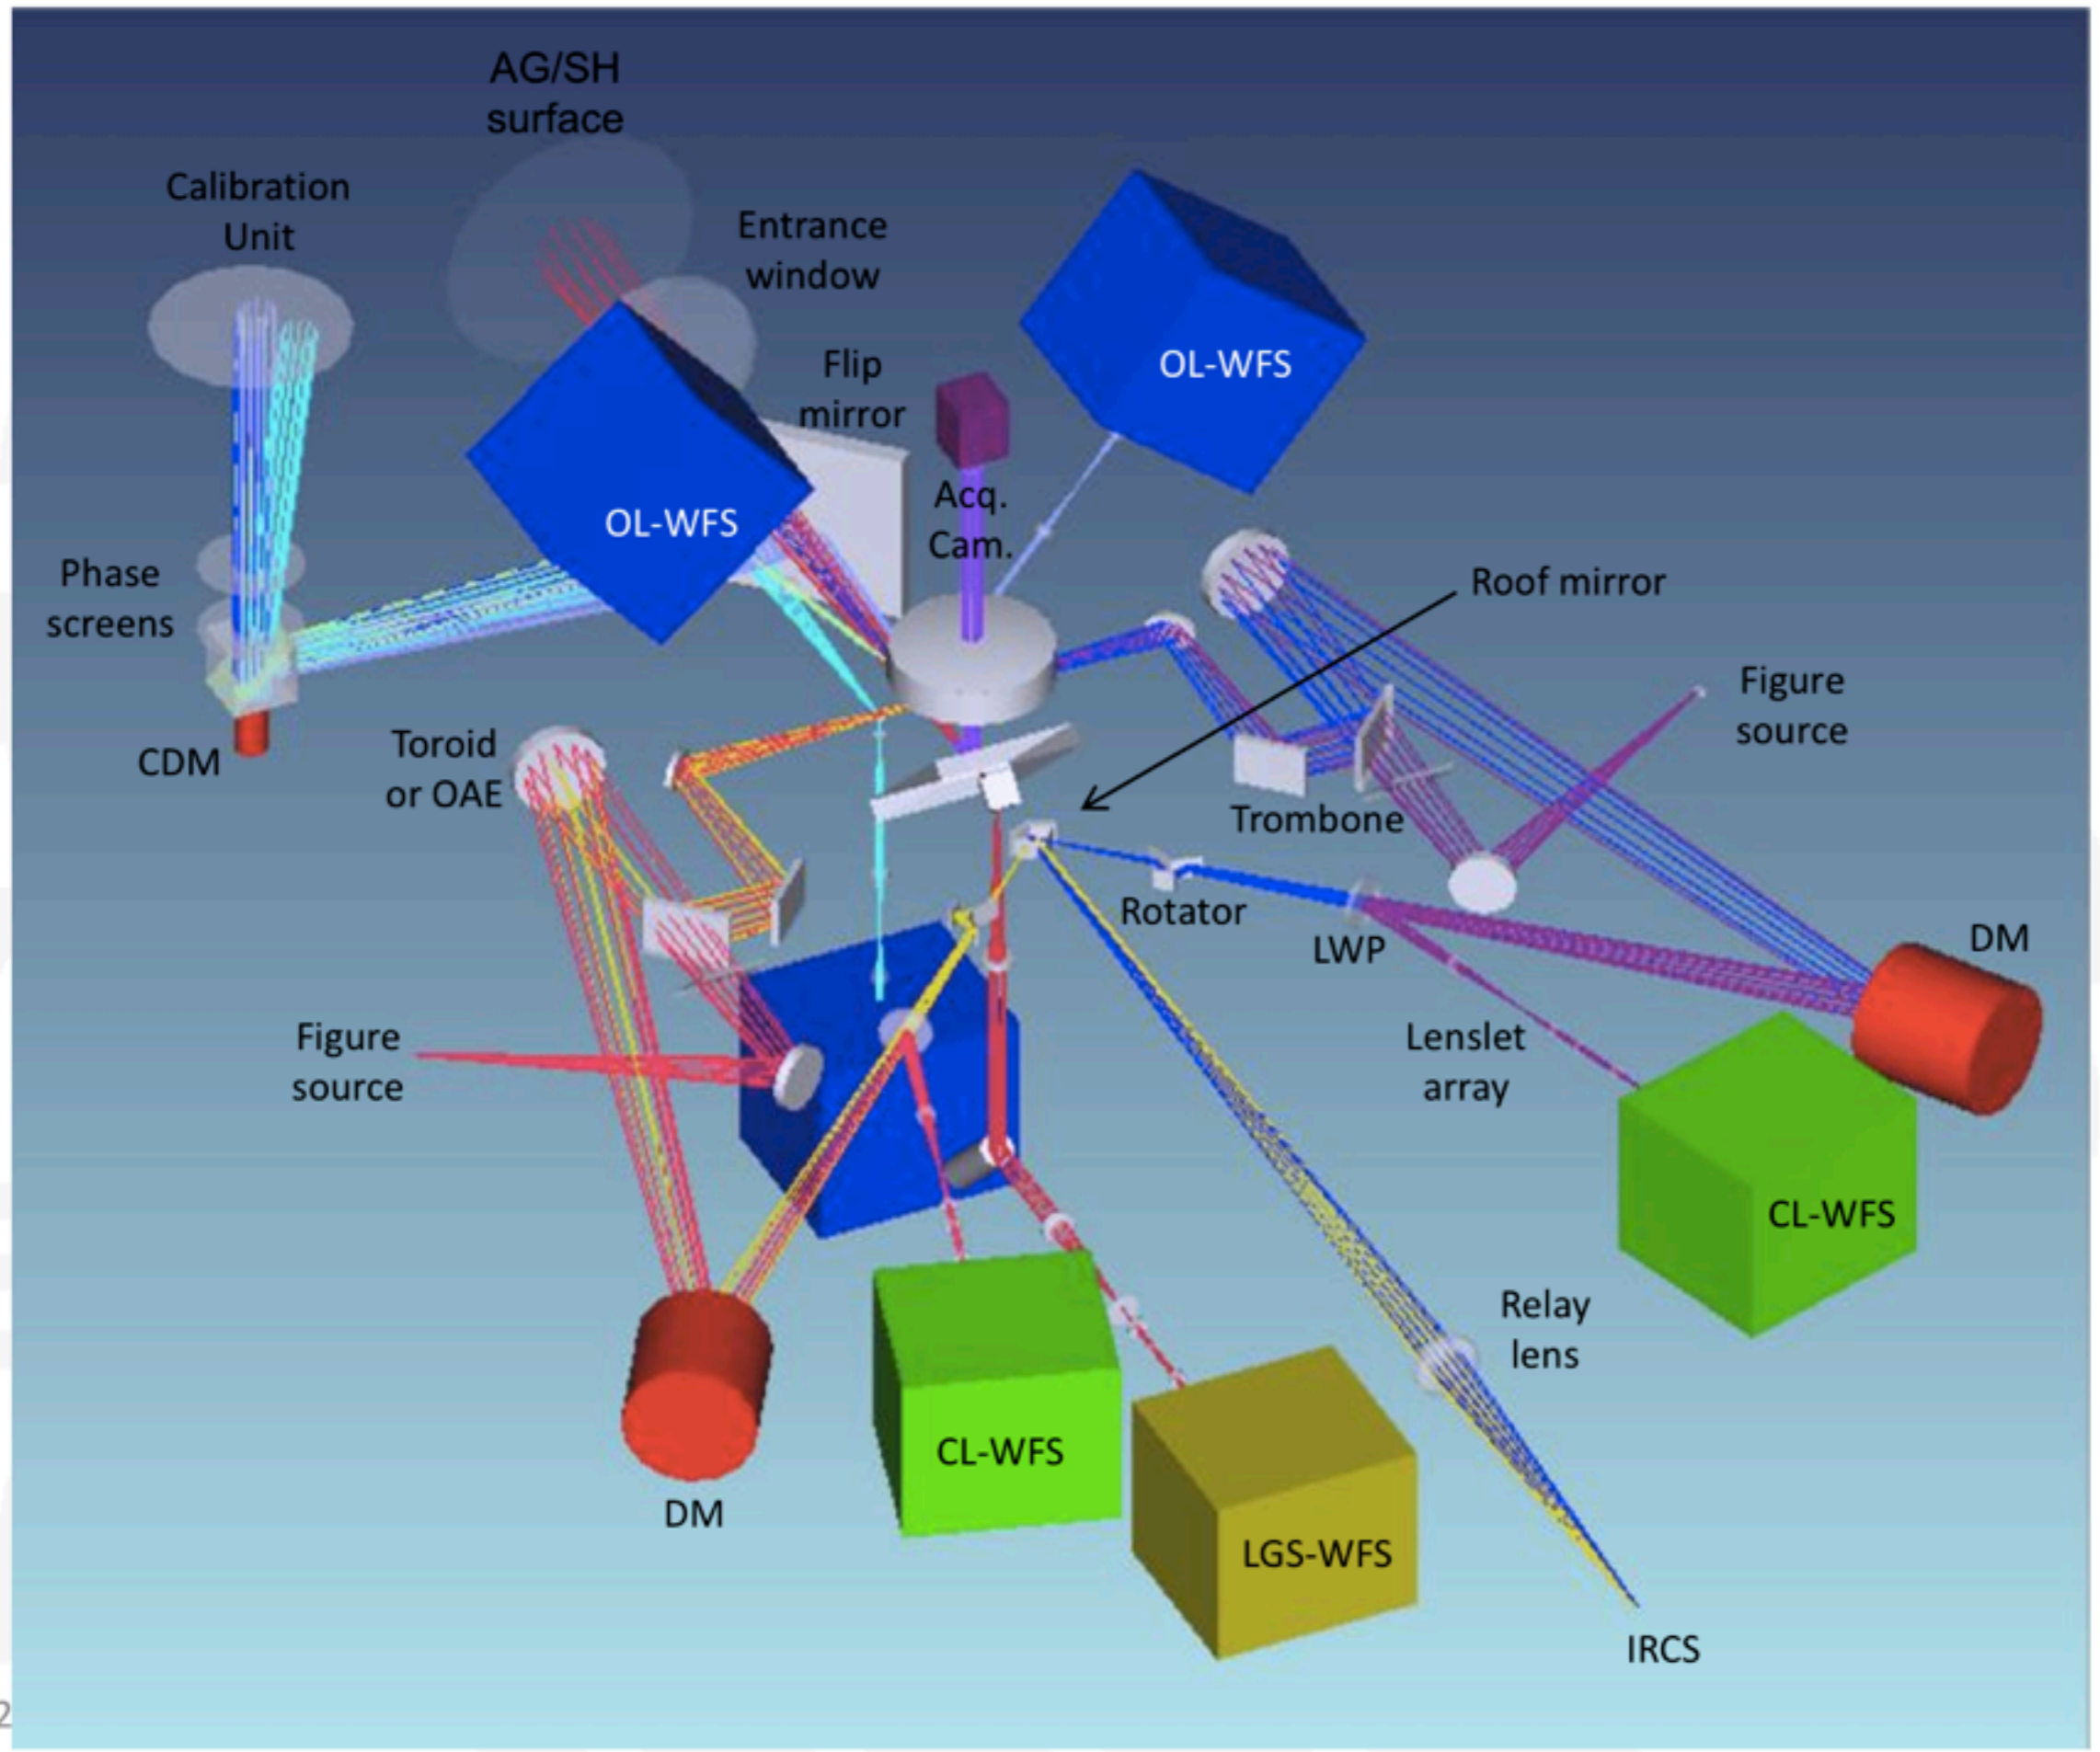 AG/SH
surface
Calibration
Unit
Entrance
window
Flip
mirror
OL-WFS
Acq.
Cam.
OL-WFS
Phase
screens
Roof mirror
CDM
Toroid
or OAE
Figure
source
Trombone
Rotator
LWP
DM
Figure
source
Lenslet
array
CL-WFS
Relay
lens
CL-WFS
DM
LGS-WFS
IRCS
2